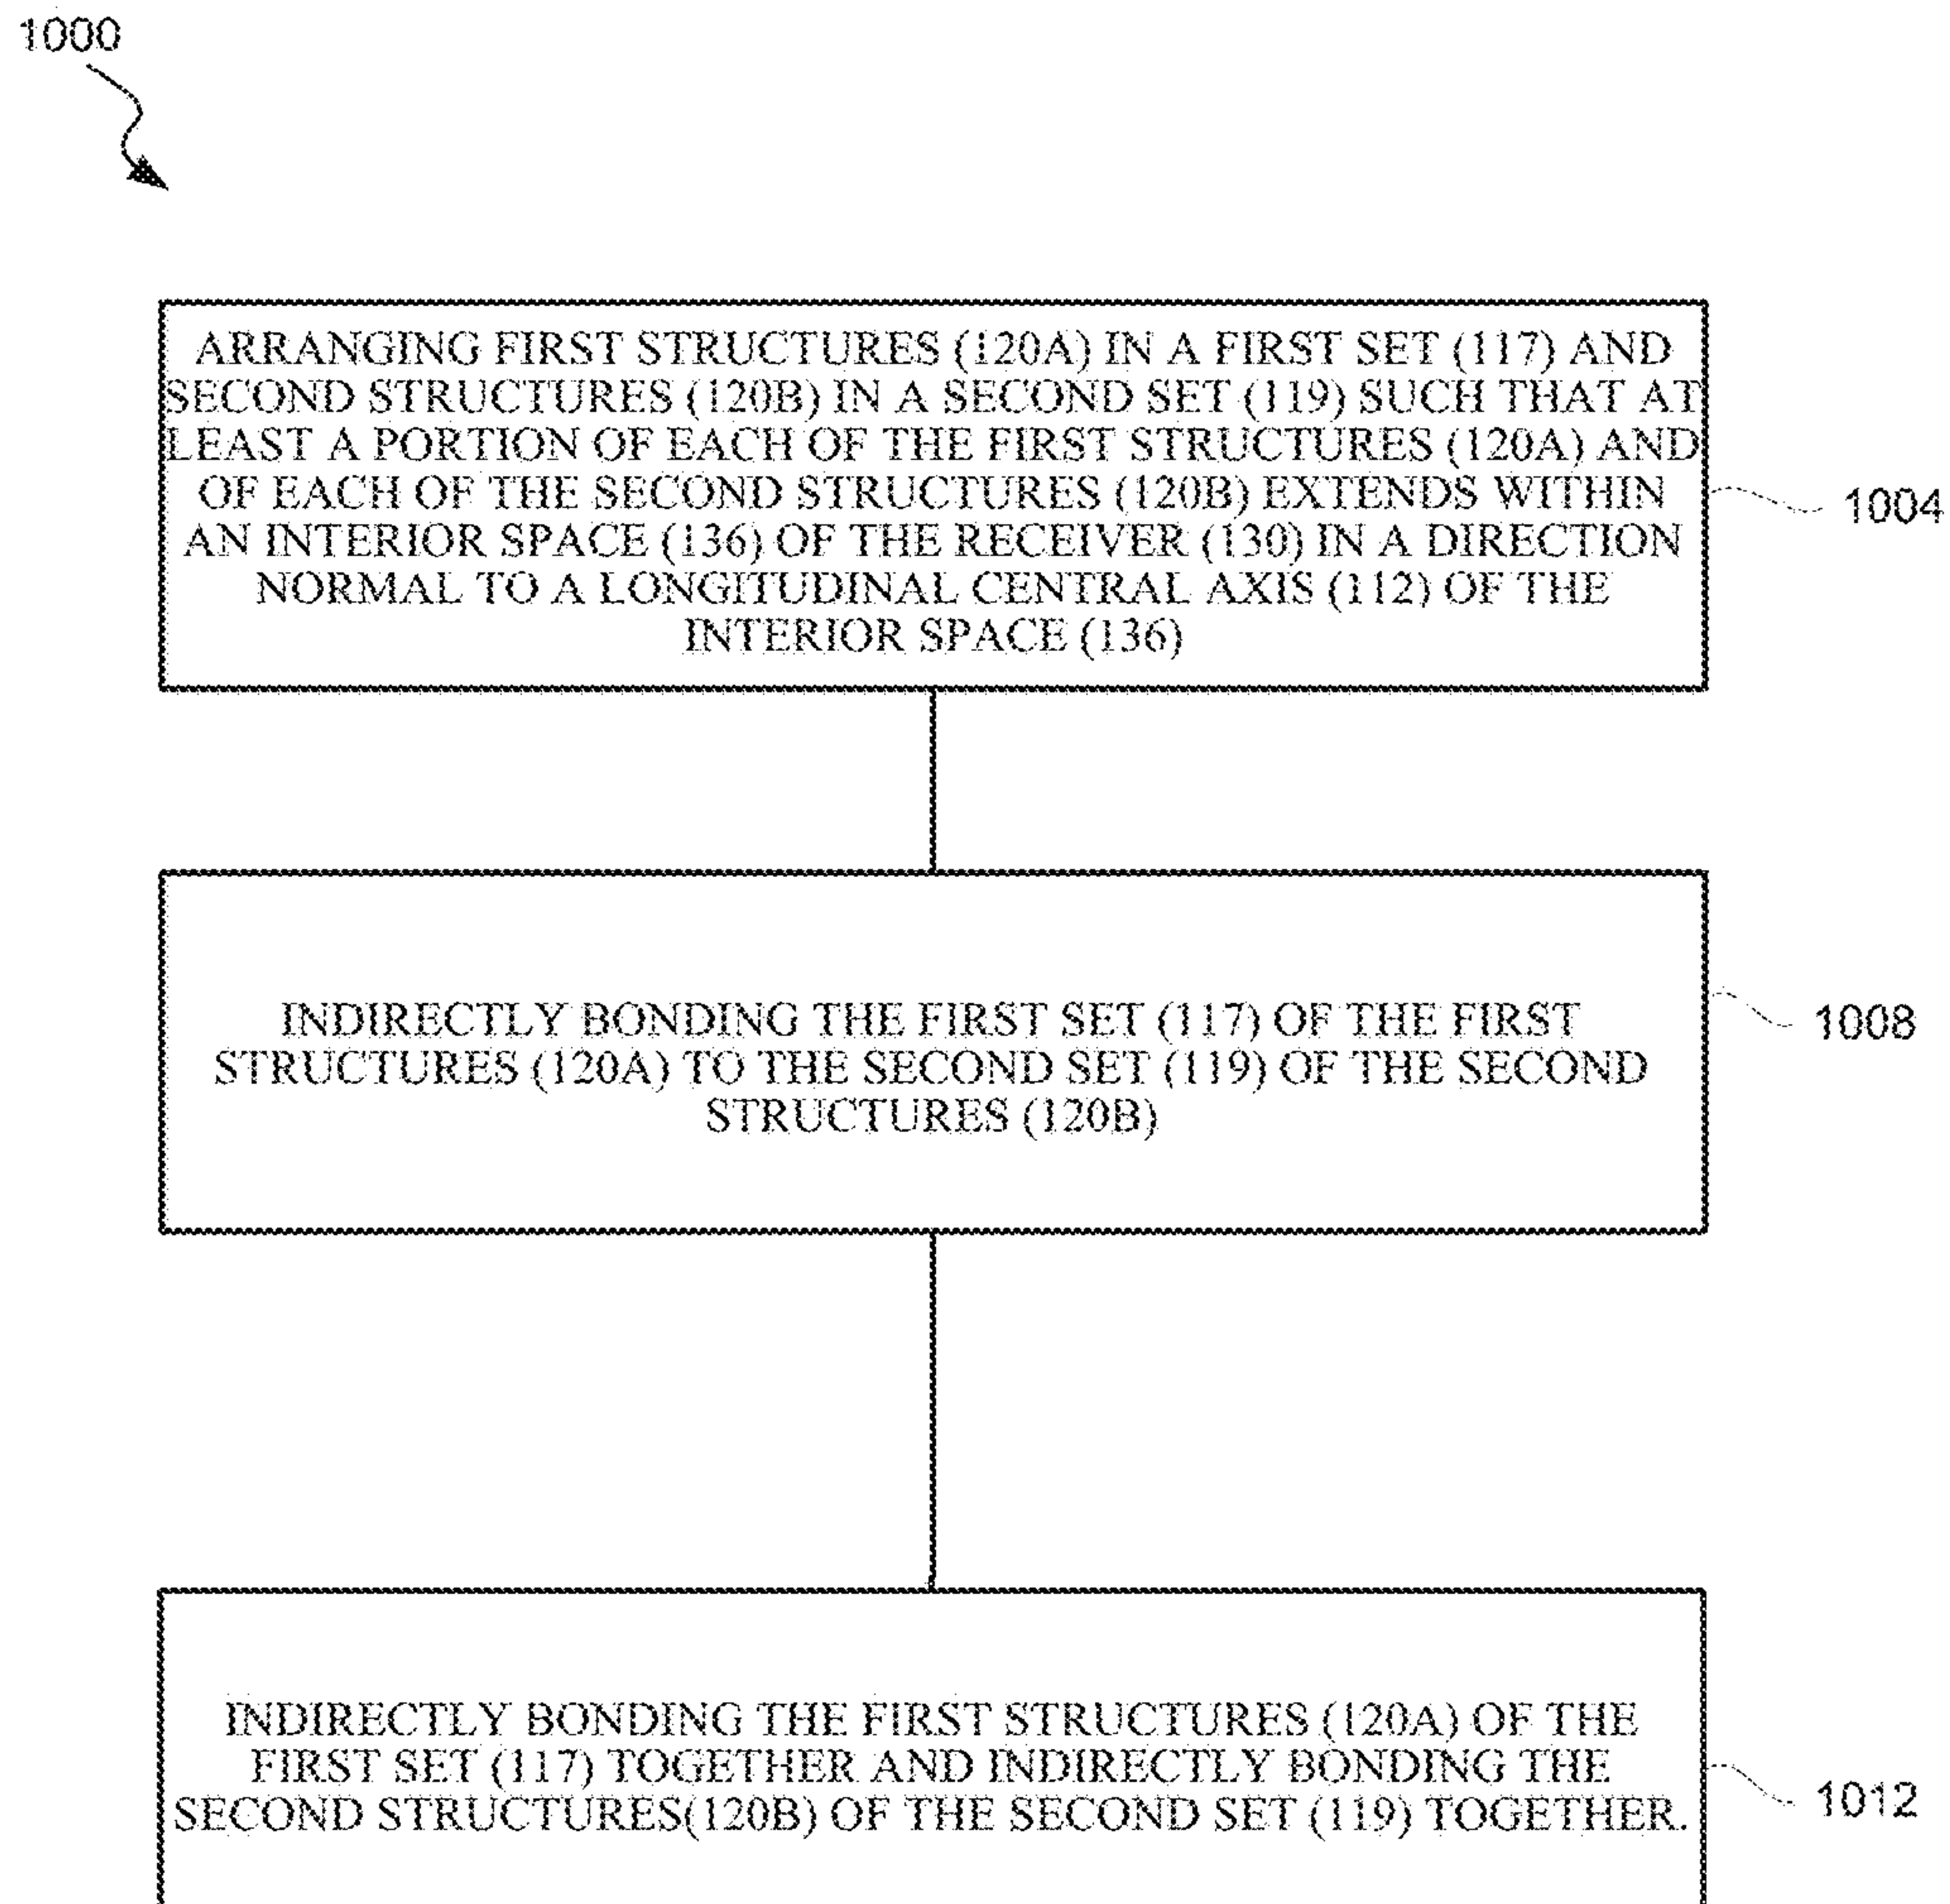 1000
ARRANGING FIRST STRUCTURES (120A) IN A FIRST SET (117) AND
SECOND STRUCTURES (120B) IN A SECOND SET (119) SUCH THAT AT
LEAST A PORTION OF EACH OF THE FIRST STRUCTURES (120A) AND
OF EACH OF THE SECOND STRUCTURES (120B) EXTENDS WITHIN
AN INTERIOR SPACE (136) OF THE RECEIVER (130) IN A DIRECTION
NORMAL TO A LONGITUDINAL CENTRAL AXIS (112) OF THE
INTERIOR SPACE (136)
1004
INDIRECTLY BONDING THE FIRST SET (117) OF THE FIRST
STRUCTURES (120A) TO THE SECOND SET (119) OF THE SECOND
STRUCTURES (120B)
1008
INDIRECTLY BONDING THE FIRST STRUCTURES (120A) OF THE
FIRST SET (117) TOGETHER AND INDIRECTLY BONDING THE
SECOND STRUCTURES(120B) OF THE SECOND SET (119) TOGETHER.
1012